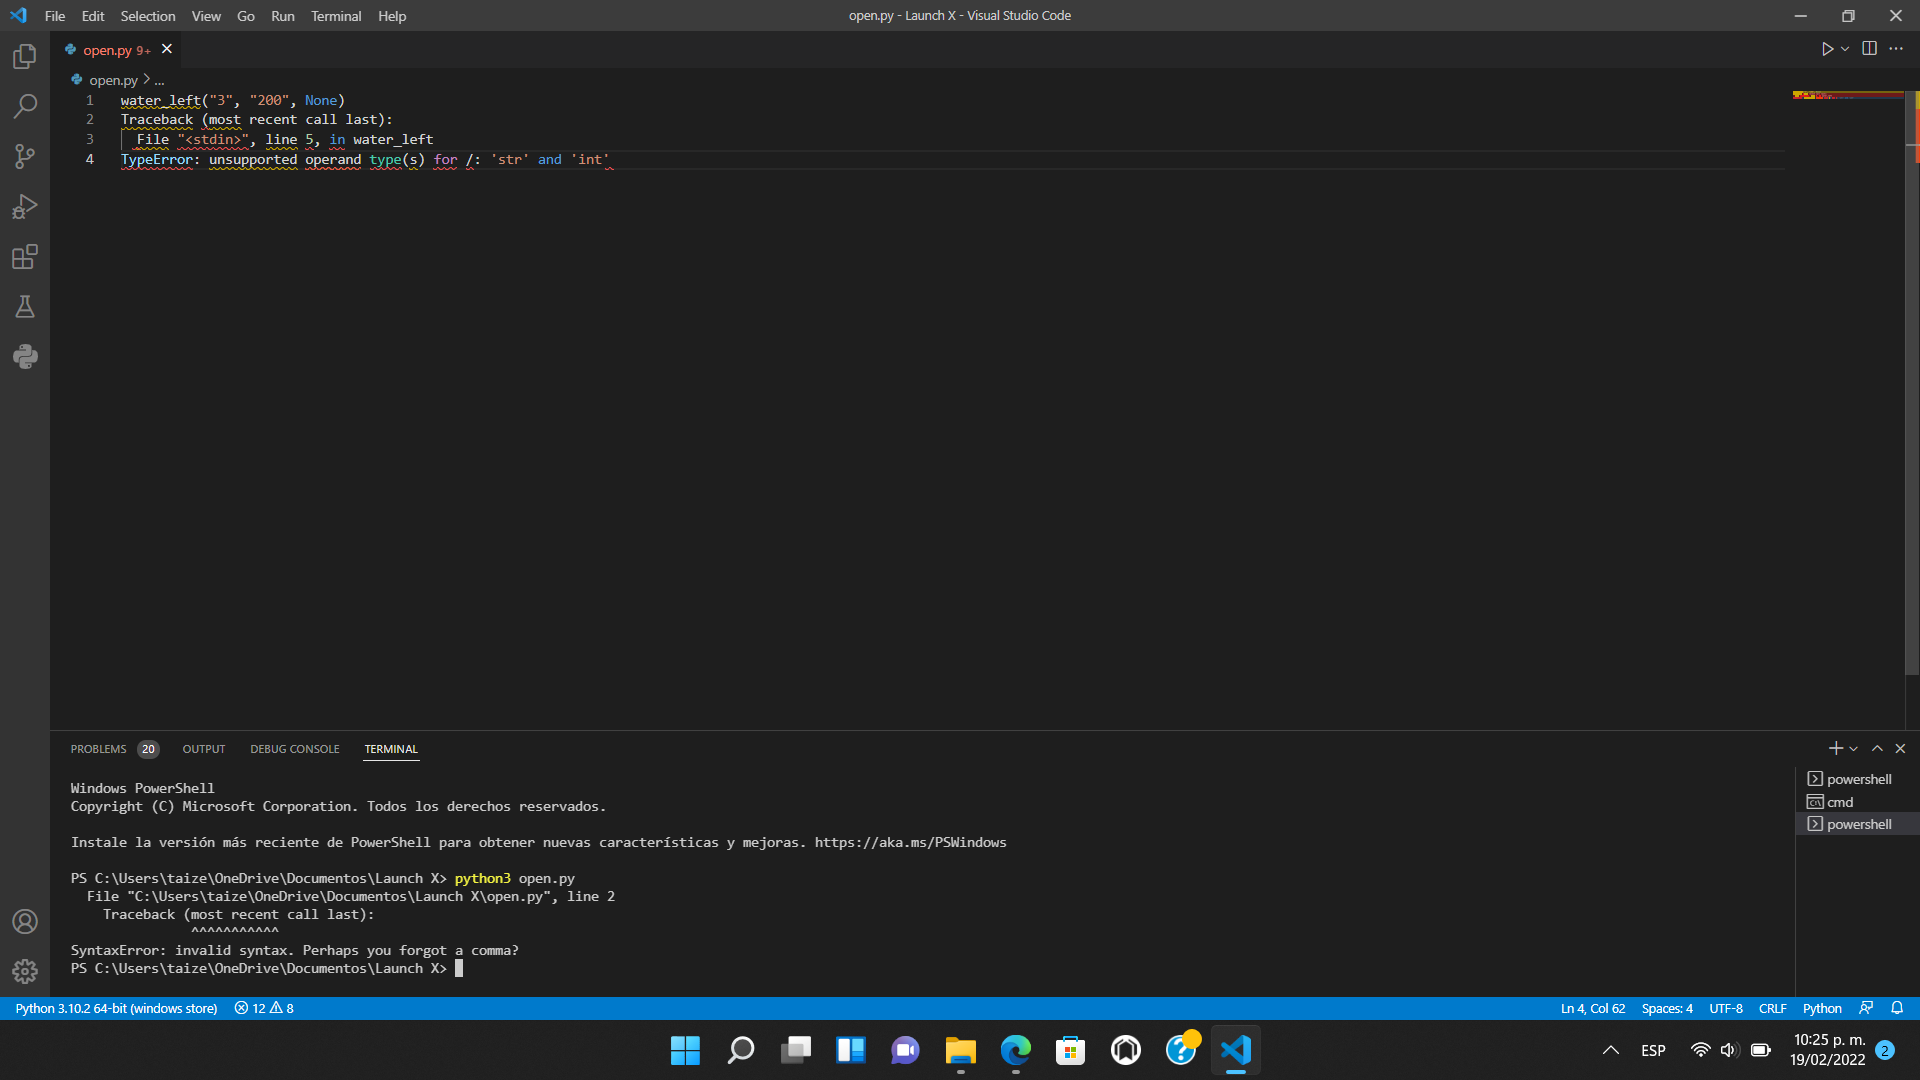 File Edit Selection View Go Run Terminal Help
open.py - Launch X - Visual Studio Code
open.py 9+
open.py > ...
1 water_left("3", "200", None)
2 Traceback (most recent call last):
3 File "<stdin>", line 5, in water_left
4 TypeError: unsupported operand type(s) for /: 'str' and 'int'
PROBLEMS 20 OUTPUT DEBUG CONSOLE TERMINAL
Windows PowerShell
Copyright (C) Microsoft Corporation. Todos los derechos reservados.
Instale la versión más reciente de PowerShell para obtener nuevas características y mejoras. https://aka.ms/PSWindows
PS C:\Users\taize\OneDrive\Documentos\Launch X> python3 open.py
File "C:\Users\taize\OneDrive\Documentos\Launch X\open.py", line 2
Traceback (most recent call last):
^^^^^^^^^^^
SyntaxError: invalid syntax. Perhaps you forgot a comma?
PS C:\Users\taize\OneDrive\Documentos\Launch X>
powershell
cmd
powershell
Python 3.10.2 64-bit (windows store) 12 8
Ln 4, Col 62 Spaces: 4 UTF-8 CRLF Python
ESP
10:25 p. m.
19/02/2022
2